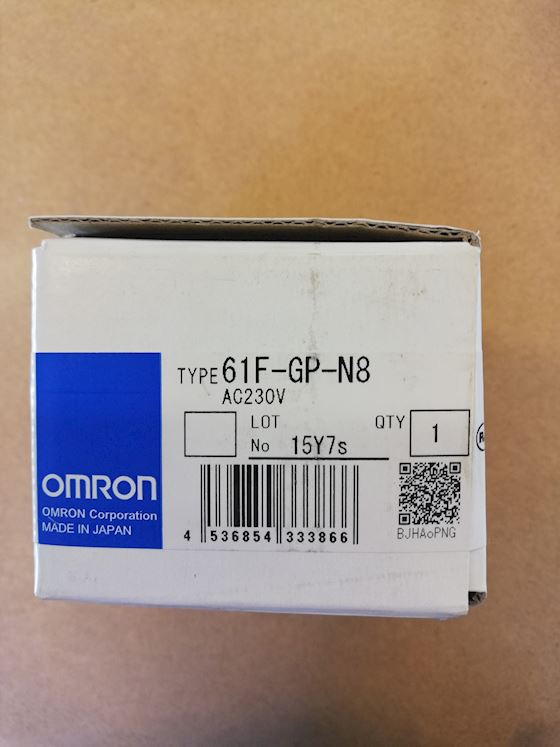 TYPE 61F-GP-N8
AC230V
LOT
No 15Y7s
QTY
1
OMRON
OMRON Corporation
MADE IN JAPAN
4 536854 333866
BJHAoPNG